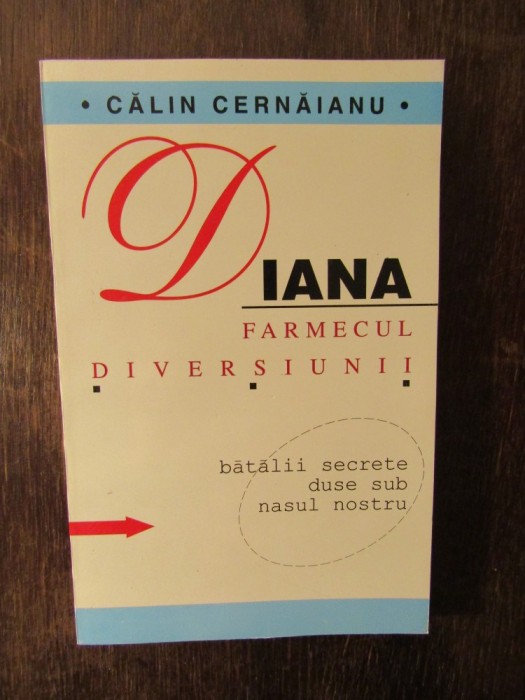 • CĂLIN CERNĂIANU •
DIANA
FARMECUL
DIVERSIUNII
bătălii secrete
duse sub
nasul nostru